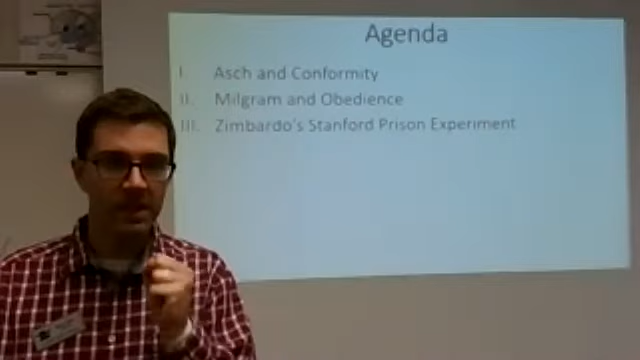 Agenda
I. Asch and Conformity
II. Milgram and Obedience
III. Zimbardo's Stanford Prison Experiment